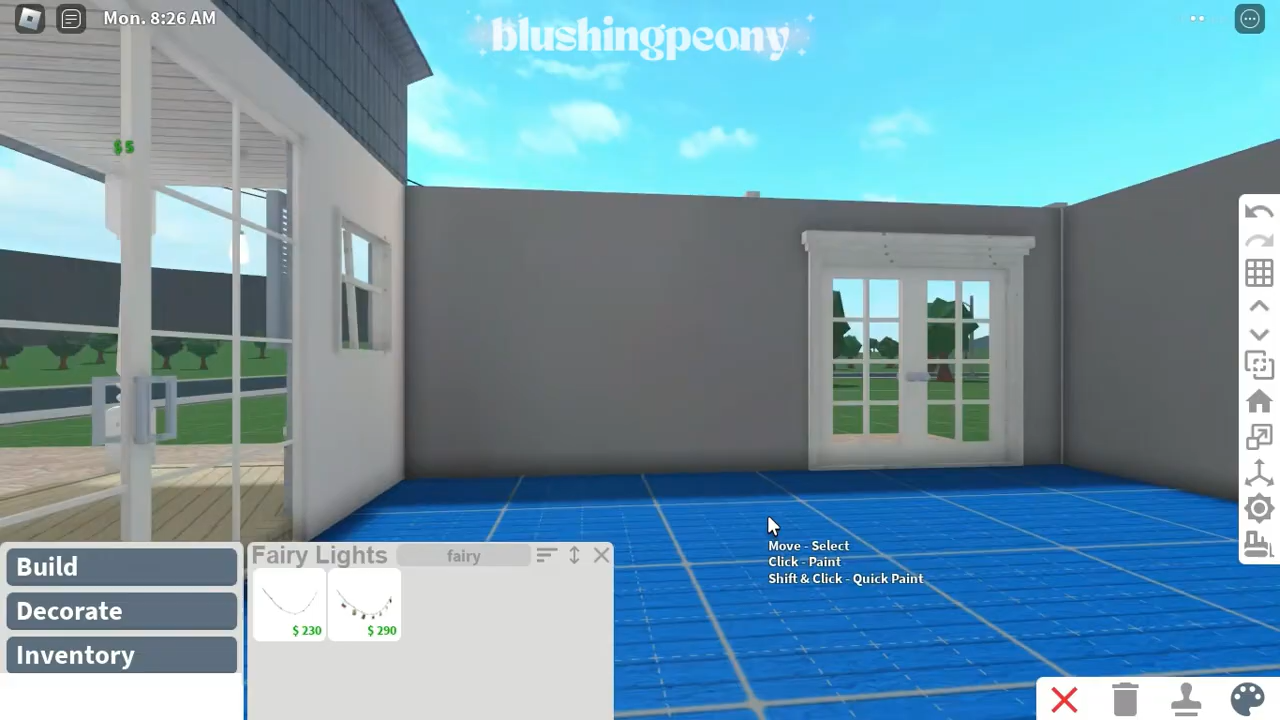 Mon. 8:26 AM
blushingpeony
$5
Move - Select
Click - Paint
Shift & Click - Quick Paint
Build
Decorate
Inventory
Fairy Lights
fairy
$ 230
$ 290